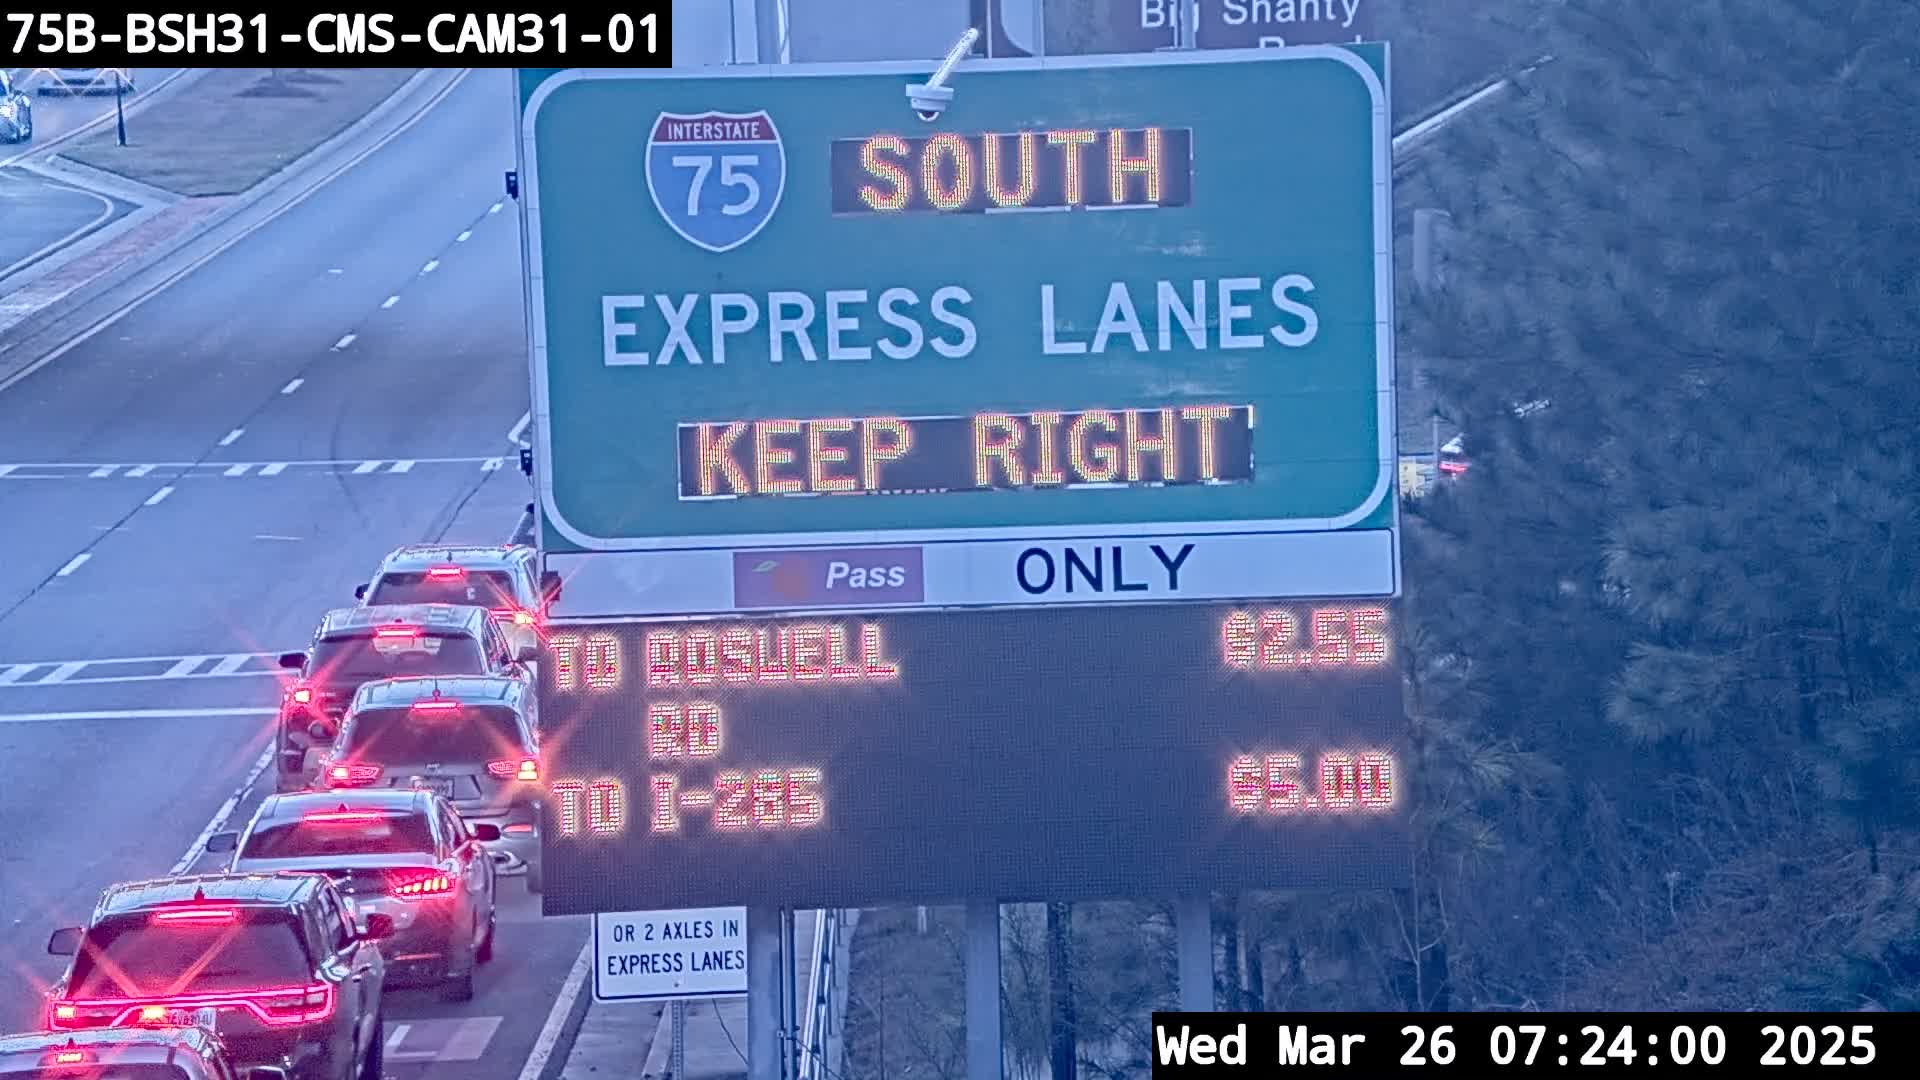 75B-BSH31-CMS-CAM31-01
Big Shanty
INTERSTATE
75
SOUTH
EXPRESS LANES
KEEP RIGHT
Pass
ONLY
TO ROSWELL $2.55
RD
TO I-285 $5.00
OR 2 AXLES IN
EXPRESS LANES
Wed Mar 26 07:24:00 2025